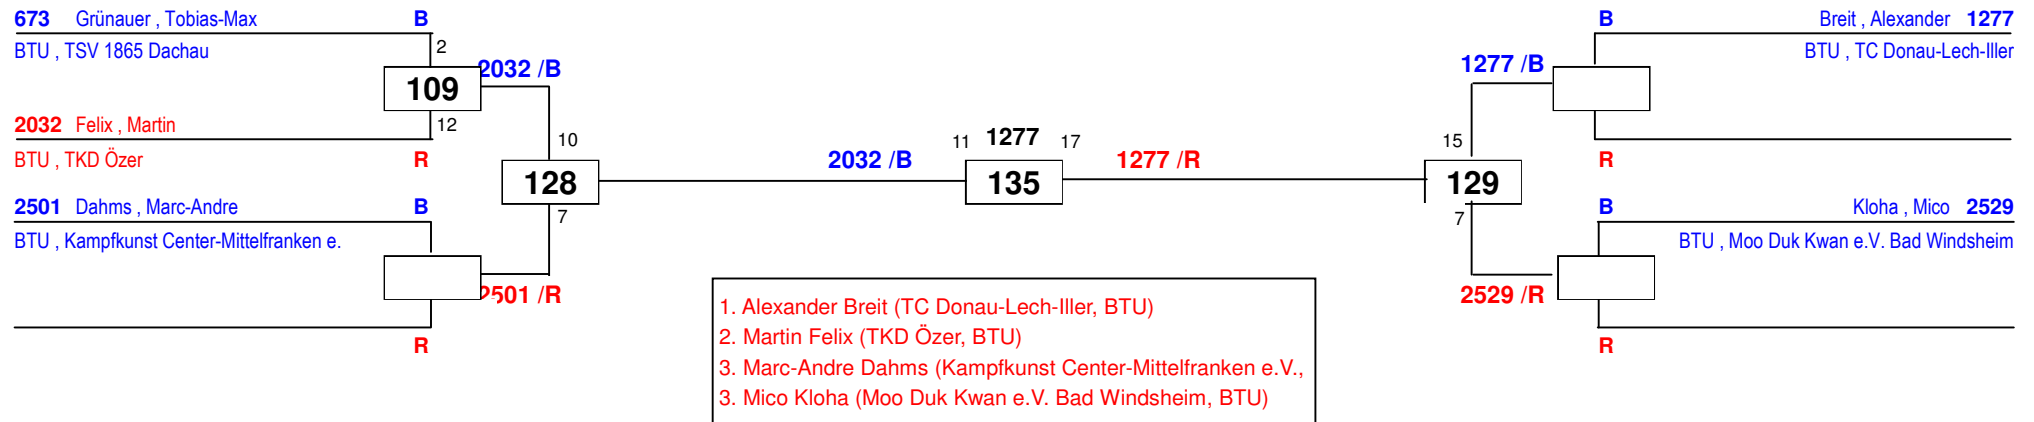 673 Grünauer , Tobias-Max B
BTU , TSV 1865 Dachau
2
109
2032 /B
12
2032 Felix , Martin
BTU , TKD Özer R
10
128
7
2501 Dahms , Marc-Andre B
BTU , Kampfkunst Center-Mittelfranken e.
2501 /R
R
2032 /B
11 1277 17
135
1277 /R
B Breit , Alexander 1277
BTU , TC Donau-Lech-Iller
1277 /B
R
15
129
7
B Kloha , Mico 2529
BTU , Moo Duk Kwan e.V. Bad Windsheim
2529 /R
R
1. Alexander Breit (TC Donau-Lech-Iller, BTU)
2. Martin Felix (TKD Özer, BTU)
3. Marc-Andre Dahms (Kampfkunst Center-Mittelfranken e.V.,
3. Mico Kloha (Moo Duk Kwan e.V. Bad Windsheim, BTU)